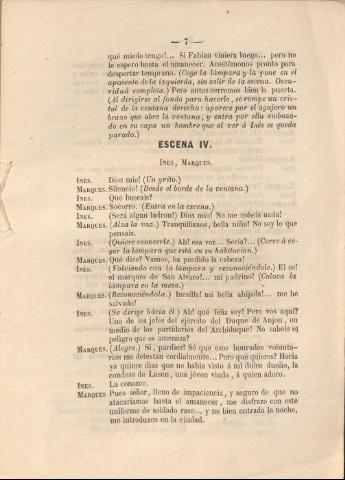 — 7 —
qué miedo tengo!... Si Fabian viniera luego... pero no
le espero hasta el amanecer. Acostémonos pronto para
despertar temprano. (Coge la lámpara y la pone en el
aposento de la izquierda, sin salir de la escena. Oscu-
ridad completa.) Pero antes cerremos bien la puerta.
(Al dirigirse al fondo para hacerlo, se rompe un cris-
tal de la ventana derecha: aparece por el agujero un
brazo que abre la ventana, y entra por ella emboza-
do en su capa un hombre que al ver á Inés se queda
parado.)
ESCENA IV.
INES, MARQUES.
INES. Dios mio! (Un grito.)
MARQUES. Silencio! (Desde el borde de la ventana.)
INES. Qué buscais?
MARQUES. Socorro. (Entra en la escena.)
INES. (Será algun ladron!) Dios mio! No me robeis nada!
MARQUES. (Alza la voz.) Tranquilizaos, bella niña! No soy lo que
pensais.
INES. (Quiere conocerle.) Ah! esa voz... Seria?... (Corre á co-
ger la lámpara que está en su habitacion.)
MARQUES. Qué dice? Vamos, ha perdido la cabeza!
INES. (Volviendo con la lámpara y reconociéndole.) El es!
el marqués de San Alvaro!... mi padrino! (Coloca la
lámpara en la mesa.)
MARQUES. (Reconociéndola.) Inesilla! mi bella ahijada!... me he
salvado!
INES. (Se dirige hácia él.) Ah! qué feliz soy! Pero vos aquí?
Uno de los jefes del ejército del Duque de Anjou, en
medio de los partidarios del Archiduque! No sabeis el
peligro que os amenaza?
MARQUES. (Alegre.) Sí, pardiez! Sé que esos honrados volunta-
rios me detestan cordialmente... Pero qué quieres? Hacia
ya quince dias que no habia visto á mi dulce dueño, la
condesa de Lasen, una jóven viuda, á quien adoro.
INES. La conozco.
MARQUES Pues señor, lleno de impaciencia, y seguro de que no
atacariamos hasta el amanecer, me disfrazo con este
uniforme de soldado raso..., y no bien entrada la noche,
me introduzco en la ciudad.